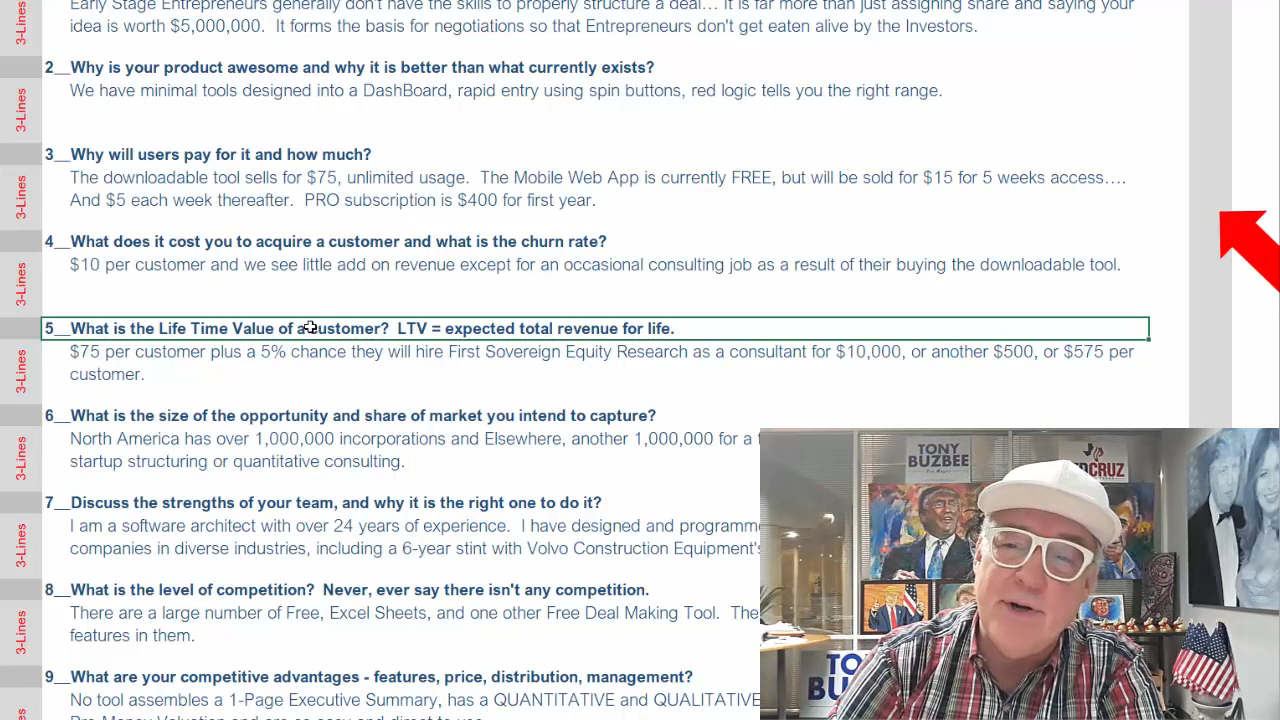 Early Stage Entrepreneurs generally don't have the skills to properly structure a deal… It is far more than just assigning share and saying your
idea is worth $5,000,000.  It forms the basis for negotiations so that Entrepreneurs don't get eaten alive by the Investors.
2__Why is your product awesome and why it is better than what currently exists?
We have minimal tools designed into a DashBoard, rapid entry using spin buttons, red logic tells you the right range.
3__Why will users pay for it and how much?
The downloadable tool sells for $75, unlimited usage.  The Mobile Web App is currently FREE, but will be sold for $15 for 5 weeks access….
And $5 each week thereafter.  PRO subscription is $400 for first year.
4__What does it cost you to acquire a customer and what is the churn rate?
$10 per customer and we see little add on revenue except for an occasional consulting job as a result of their buying the downloadable tool.
5__What is the Life Time Value of a customer?  LTV = expected total revenue for life.
$75 per customer plus a 5% chance they will hire First Sovereign Equity Research as a consultant for $10,000, or another $500, or $575 per
customer.
6__What is the size of the opportunity and share of market you intend to capture?
North America has over 1,000,000 incorporations and Elsewhere, another 1,000,000 for a
startup structuring or quantitative consulting.
7__Discuss the strengths of your team, and why it is the right one to do it?
I am a software architect with over 24 years of experience.  I have designed and programm
companies in diverse industries, including a 6-year stint with Volvo Construction Equipment's
8__What is the level of competition?  Never, ever say there isn't any competition.
There are a large number of Free, Excel Sheets, and one other Free Deal Making Tool.  The
features in them.
9__What are your competitive advantages - features, price, distribution, management?
No tool assembles a 1-Page Executive Summary, has a QUANTITATIVE and QUALITATIVE
3-Lines
3-Lines
3-Lines
3-Lines
3-Lines
3-Lines
3-Lines
3-Lines
3-Lines
TONY
BUZBEE
CRUZ
TO
BU